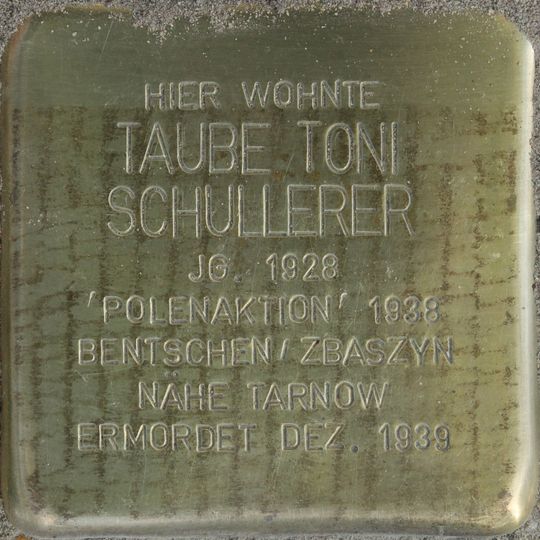 HIER WOHNTE
TAUBE TONI
SCHULLERER
JG. 1928
'POLENAKTION' 1938
BENTSCHEN/ZBASZYN
NÄHE TARNOW
ERMORDET DEZ. 1939